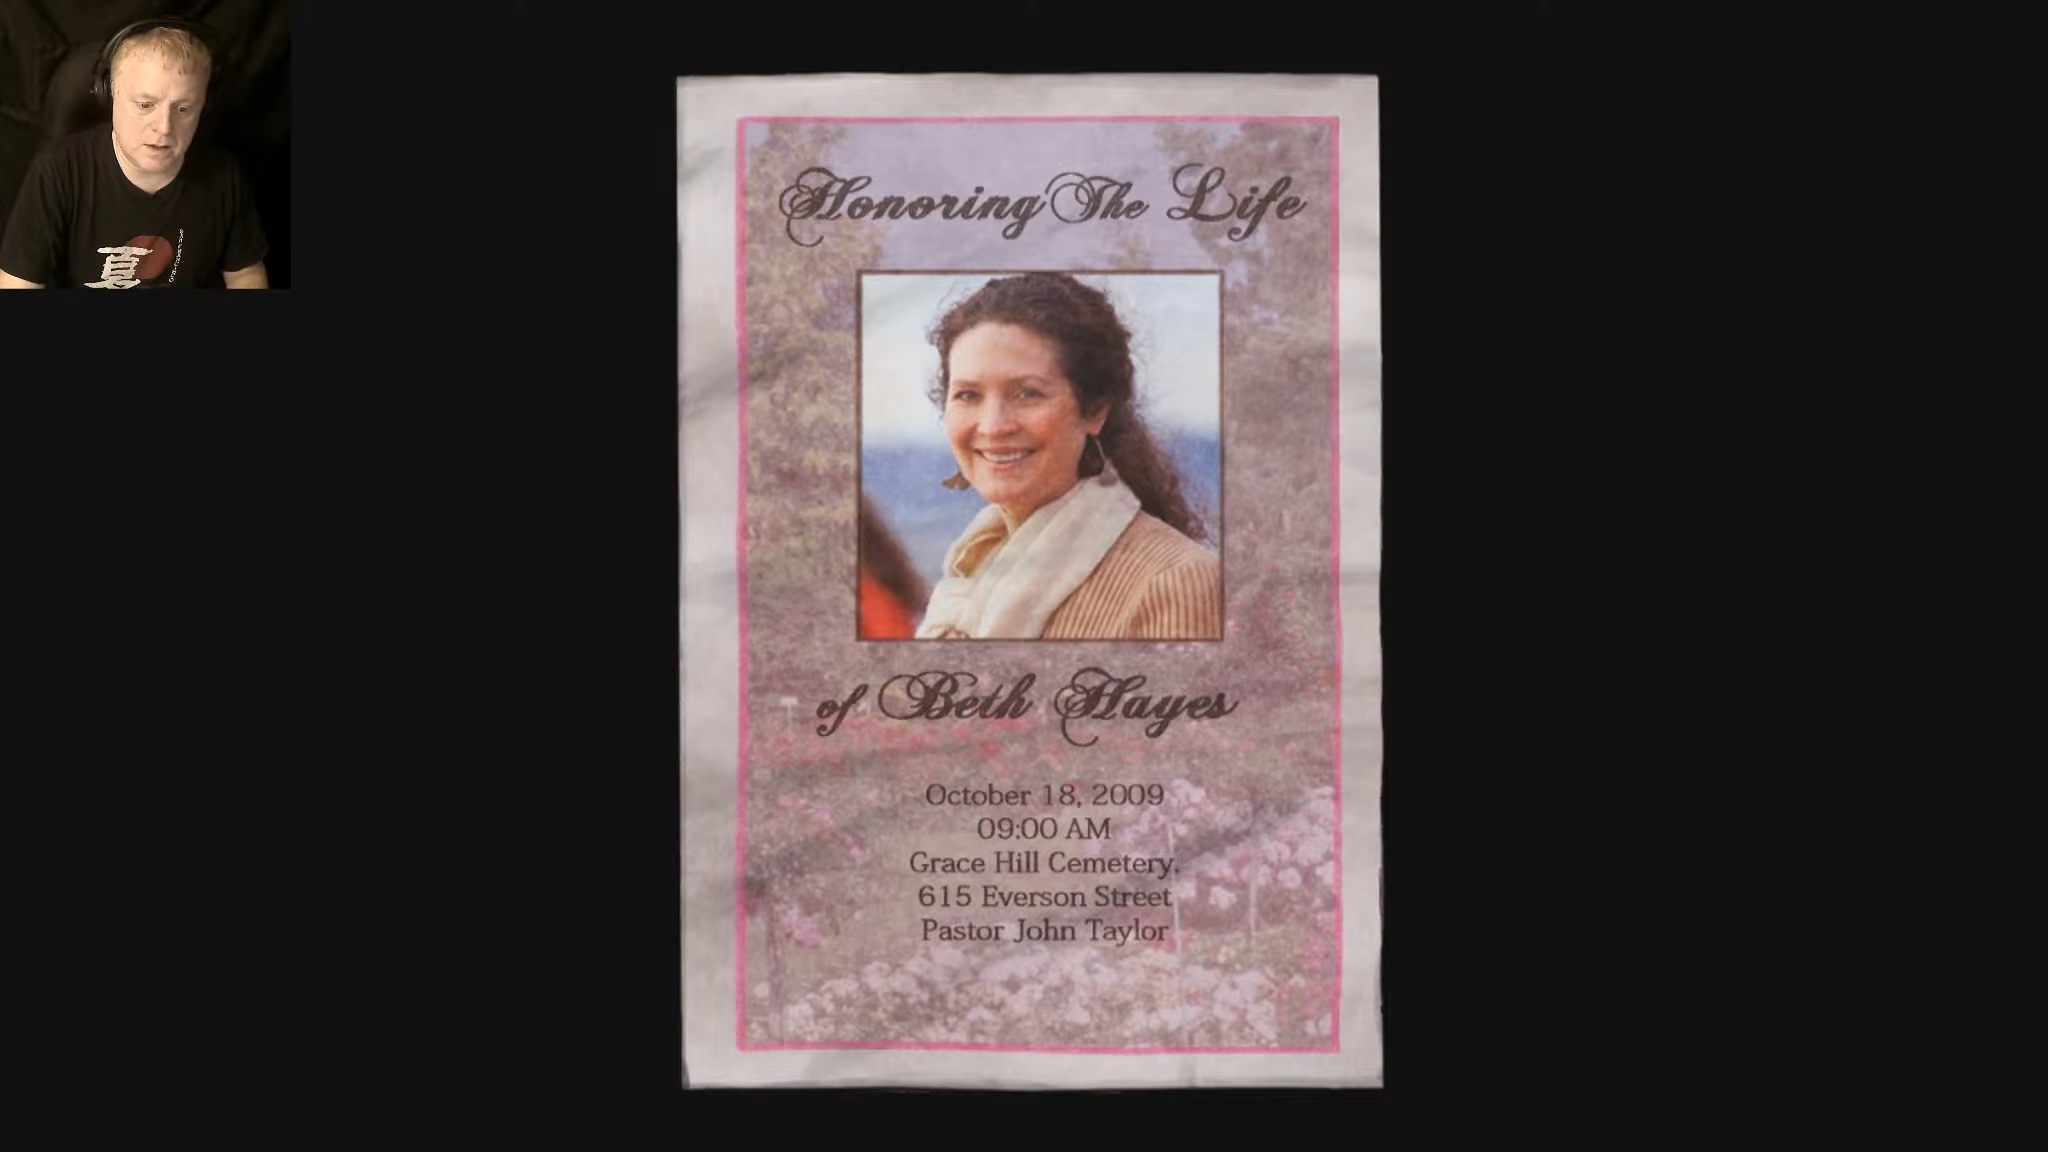 Honoring The Life
of Beth Hayes
October 18, 2009
09:00 AM
Grace Hill Cemetery.
615 Everson Street
Pastor John Taylor